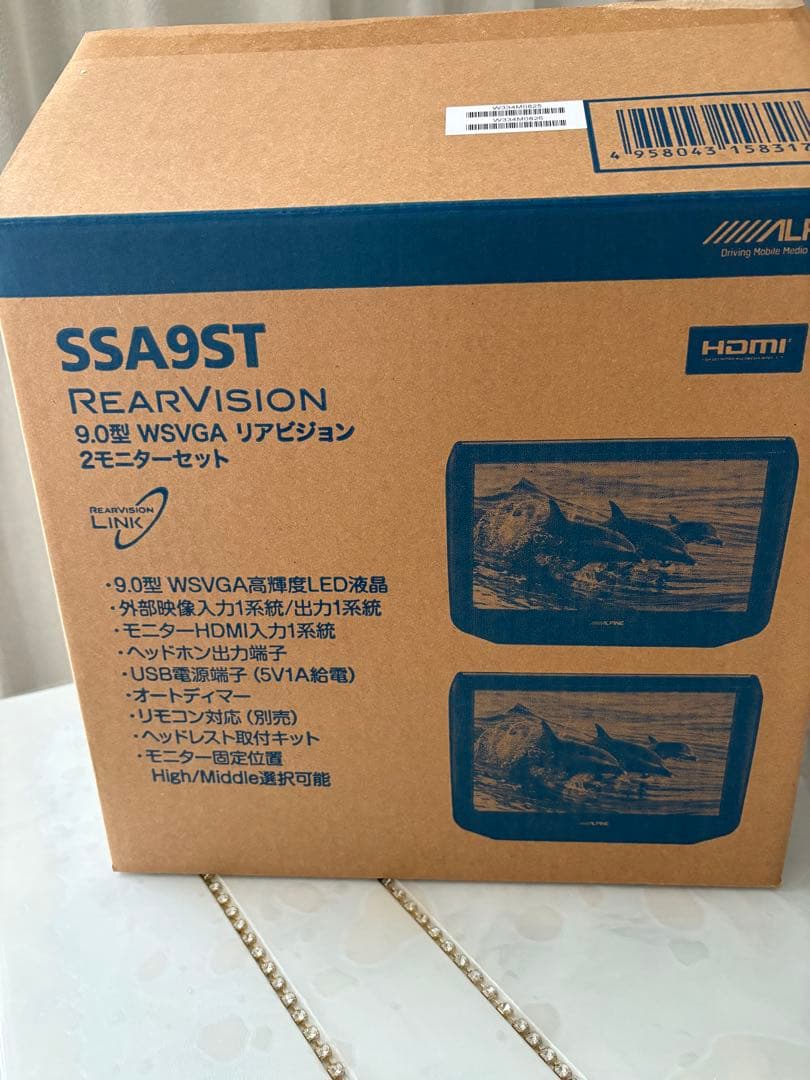 W334M0625
W334M0626
4 958043 158317
ALP
Driving Mobile Media
SSA9ST
HDMI
REARVISION
9.0型 WSVGA リアビジョン
2モニターセット
REARVISION
LINK
・9.0型 WSVGA高輝度LED液晶
・外部映像入力1系統/出力1系統
・モニターHDMI入力1系統
・ヘッドホン出力端子
・USB電源端子（5V1A給電）
・オートディマー
・リモコン対応（別売）
・ヘッドレスト取付キット
・モニター固定位置
High/Middle選択可能
ALPINE
ALPINE